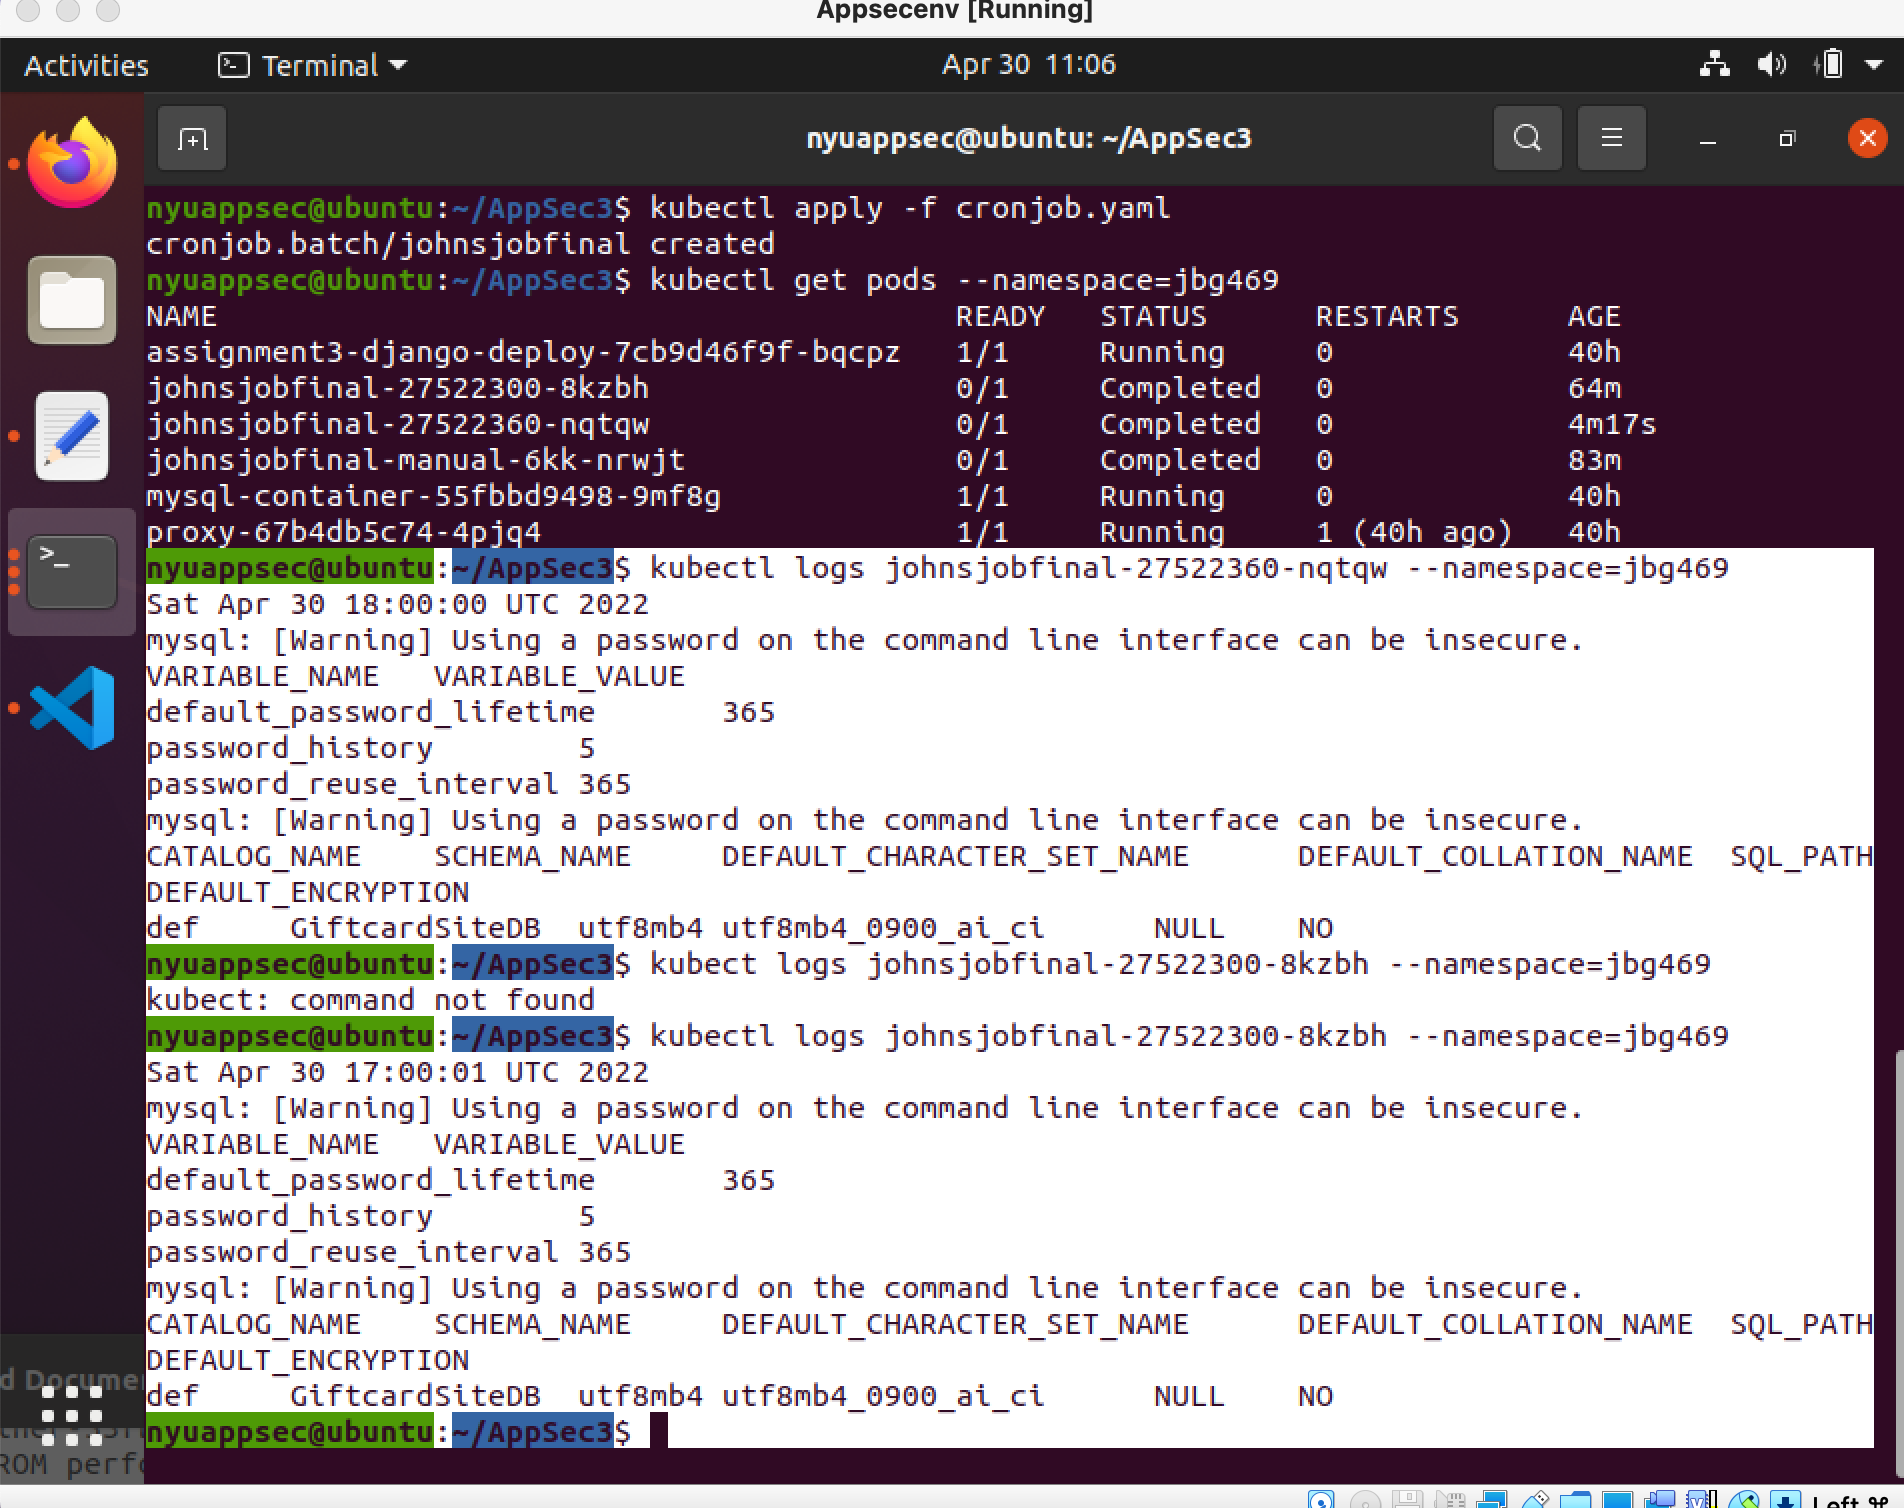 Appsecenv [Running]
Activities Terminal Apr 30 11:06
nyuappsec@ubuntu: ~/AppSec3
nyuappsec@ubuntu:~/AppSec3$ kubectl apply -f cronjob.yaml
cronjob.batch/johnsjobfinal created
nyuappsec@ubuntu:~/AppSec3$ kubectl get pods --namespace=jbg469
NAME READY STATUS RESTARTS AGE
assignment3-django-deploy-7cb9d46f9f-bqcpz 1/1 Running 0 40h
johnsjobfinal-27522300-8kzbh 0/1 Completed 0 64m
johnsjobfinal-27522360-nqtqw 0/1 Completed 0 4m17s
johnsjobfinal-manual-6kk-nrwjt 0/1 Completed 0 83m
mysql-container-55fbbd9498-9mf8g 1/1 Running 0 40h
proxy-67b4db5c74-4pjq4 1/1 Running 1 (40h ago) 40h
nyuappsec@ubuntu:~/AppSec3$ kubectl logs johnsjobfinal-27522360-nqtqw --namespace=jbg469
Sat Apr 30 18:00:00 UTC 2022
mysql: [Warning] Using a password on the command line interface can be insecure.
VARIABLE_NAME VARIABLE_VALUE
default_password_lifetime 365
password_history 5
password_reuse_interval 365
mysql: [Warning] Using a password on the command line interface can be insecure.
CATALOG_NAME SCHEMA_NAME DEFAULT_CHARACTER_SET_NAME DEFAULT_COLLATION_NAME SQL_PATH
DEFAULT_ENCRYPTION
def GiftcardSiteDB utf8mb4 utf8mb4_0900_ai_ci NULL NO
nyuappsec@ubuntu:~/AppSec3$ kubect logs johnsjobfinal-27522300-8kzbh --namespace=jbg469
kubect: command not found
nyuappsec@ubuntu:~/AppSec3$ kubectl logs johnsjobfinal-27522300-8kzbh --namespace=jbg469
Sat Apr 30 17:00:01 UTC 2022
mysql: [Warning] Using a password on the command line interface can be insecure.
VARIABLE_NAME VARIABLE_VALUE
default_password_lifetime 365
password_history 5
password_reuse_interval 365
mysql: [Warning] Using a password on the command line interface can be insecure.
CATALOG_NAME SCHEMA_NAME DEFAULT_CHARACTER_SET_NAME DEFAULT_COLLATION_NAME SQL_PATH
DEFAULT_ENCRYPTION
def GiftcardSiteDB utf8mb4 utf8mb4_0900_ai_ci NULL NO
nyuappsec@ubuntu:~/AppSec3$
d Docume
ROM perfo
Left ⌘